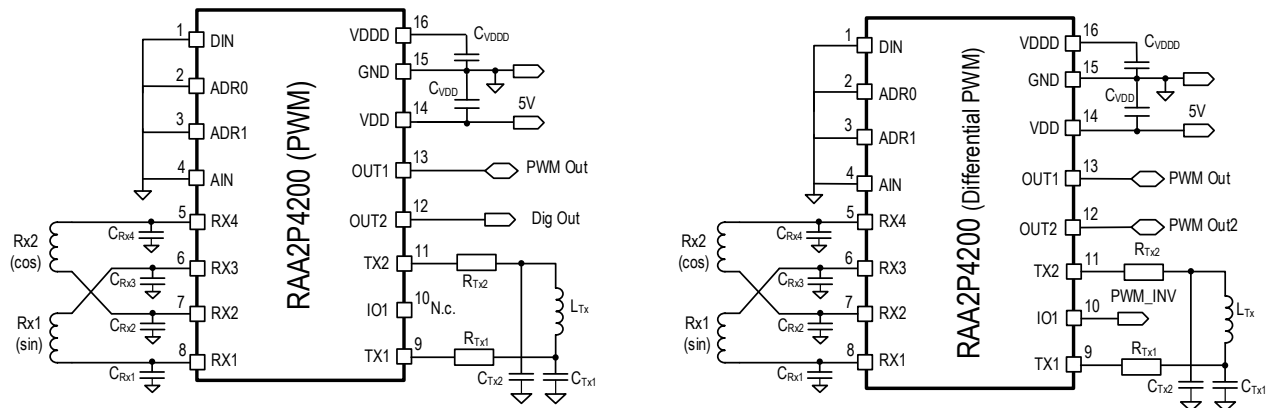 1 DIN
2 ADR0
3 ADR1
4 AIN
5 RX4
6 RX3
7 RX2
8 RX1
Rx2
(cos)
Rx1
(sin)
CRx4
CRx3
CRx2
CRx1
RAA2P4200 (PWM)
VDDD 16
GND 15
VDD 14
OUT1 13
OUT2 12
TX2 11
IO1 10 N.c.
TX1 9
CVDDD
CVDD
5V
PWM Out
Dig Out
RTx2
LTx
RTx1
CTx2
CTx1
1 DIN
2 ADR0
3 ADR1
4 AIN
5 RX4
6 RX3
7 RX2
8 RX1
Rx2
(cos)
Rx1
(sin)
CRx4
CRx3
CRx2
CRx1
RAA2P4200 (Differential PWM)
VDDD 16
GND 15
VDD 14
OUT1 13
OUT2 12
TX2 11
IO1 10
TX1 9
CVDDD
CVDD
5V
PWM Out
PWM Out2
RTx2
PWM_INV
LTx
RTx1
CTx2
CTx1